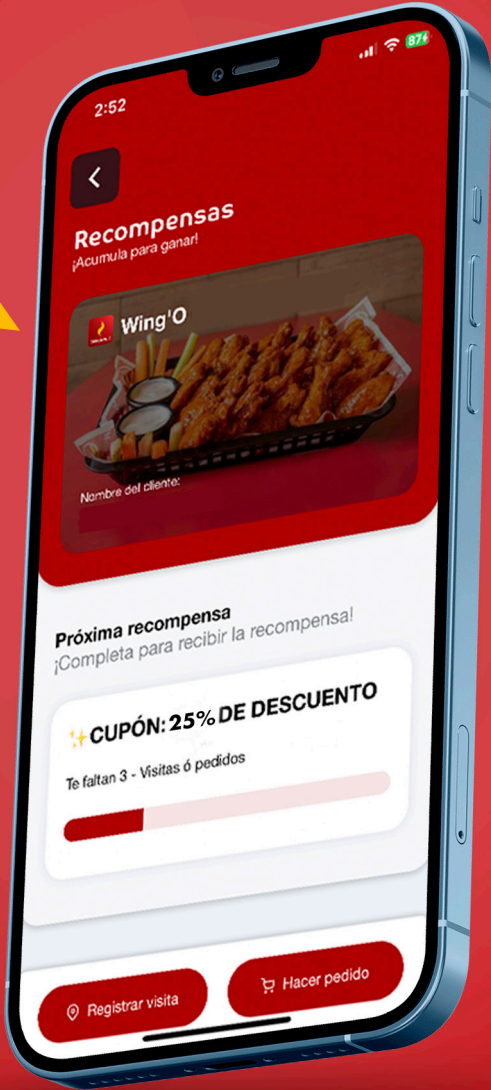 2:52
87
Recompensas
¡Acumula para ganar!
Wing'O
Nombre del cliente:
Próxima recompensa
¡Completa para recibir la recompensa!
✨CUPÓN: 25% DE DESCUENTO
Te faltan 3 - Visitas ó pedidos
Registrar visita
Hacer pedido